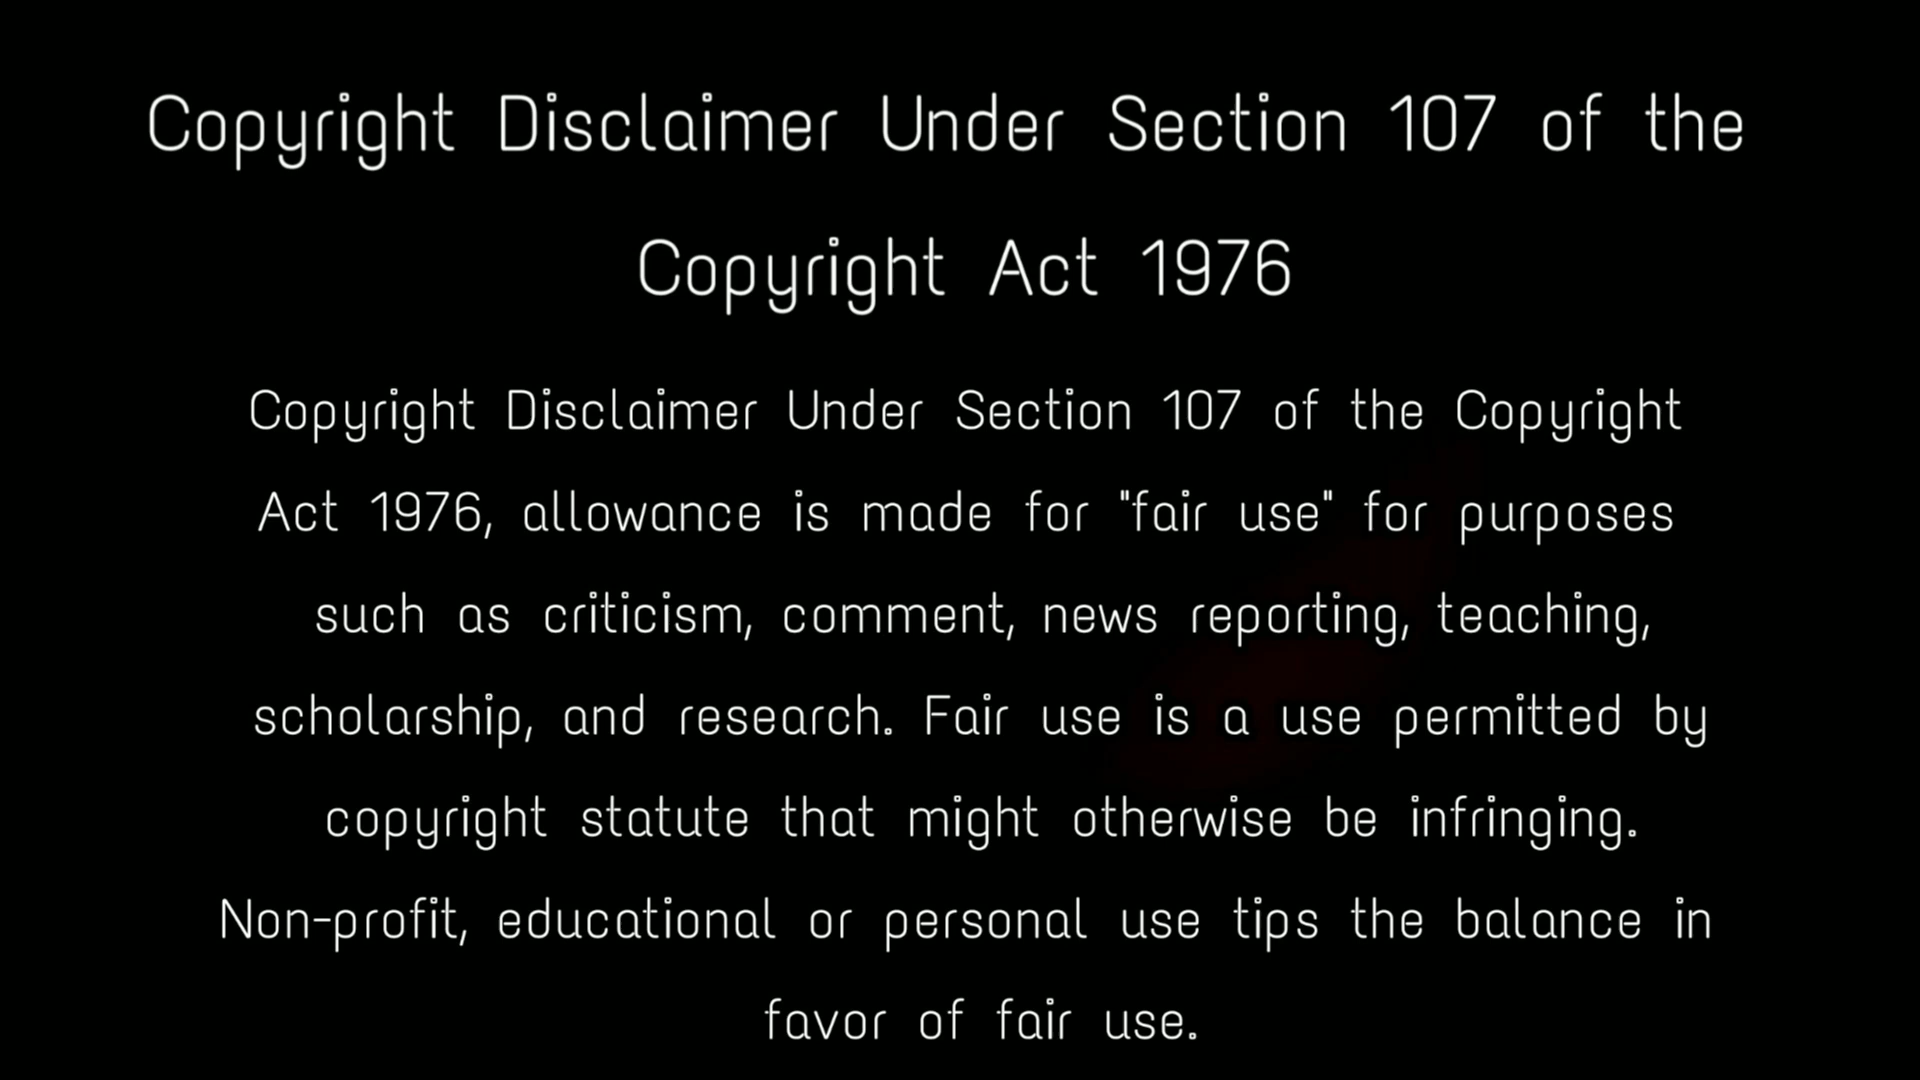 Copyright Disclaimer Under Section 107 of the
Copyright Act 1976
Copyright Disclaimer Under Section 107 of the Copyright
Act 1976, allowance is made for "fair use" for purposes
such as criticism, comment, news reporting, teaching,
scholarship, and research. Fair use is a use permitted by
copyright statute that might otherwise be infringing.
Non-profit, educational or personal use tips the balance in
favor of fair use.